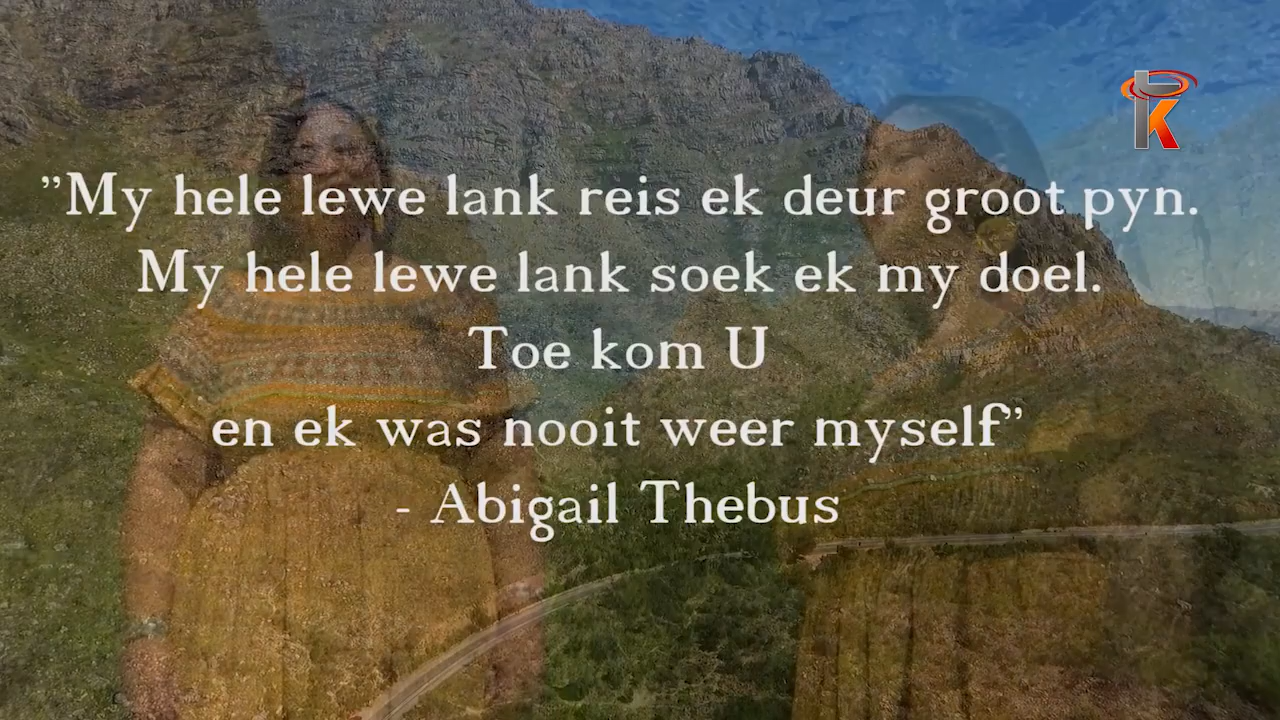 ”My hele lewe lank reis ek deur groot pyn.
My hele lewe lank soek ek my doel.
Toe kom U
en ek was nooit weer myself”
- Abigail Thebus